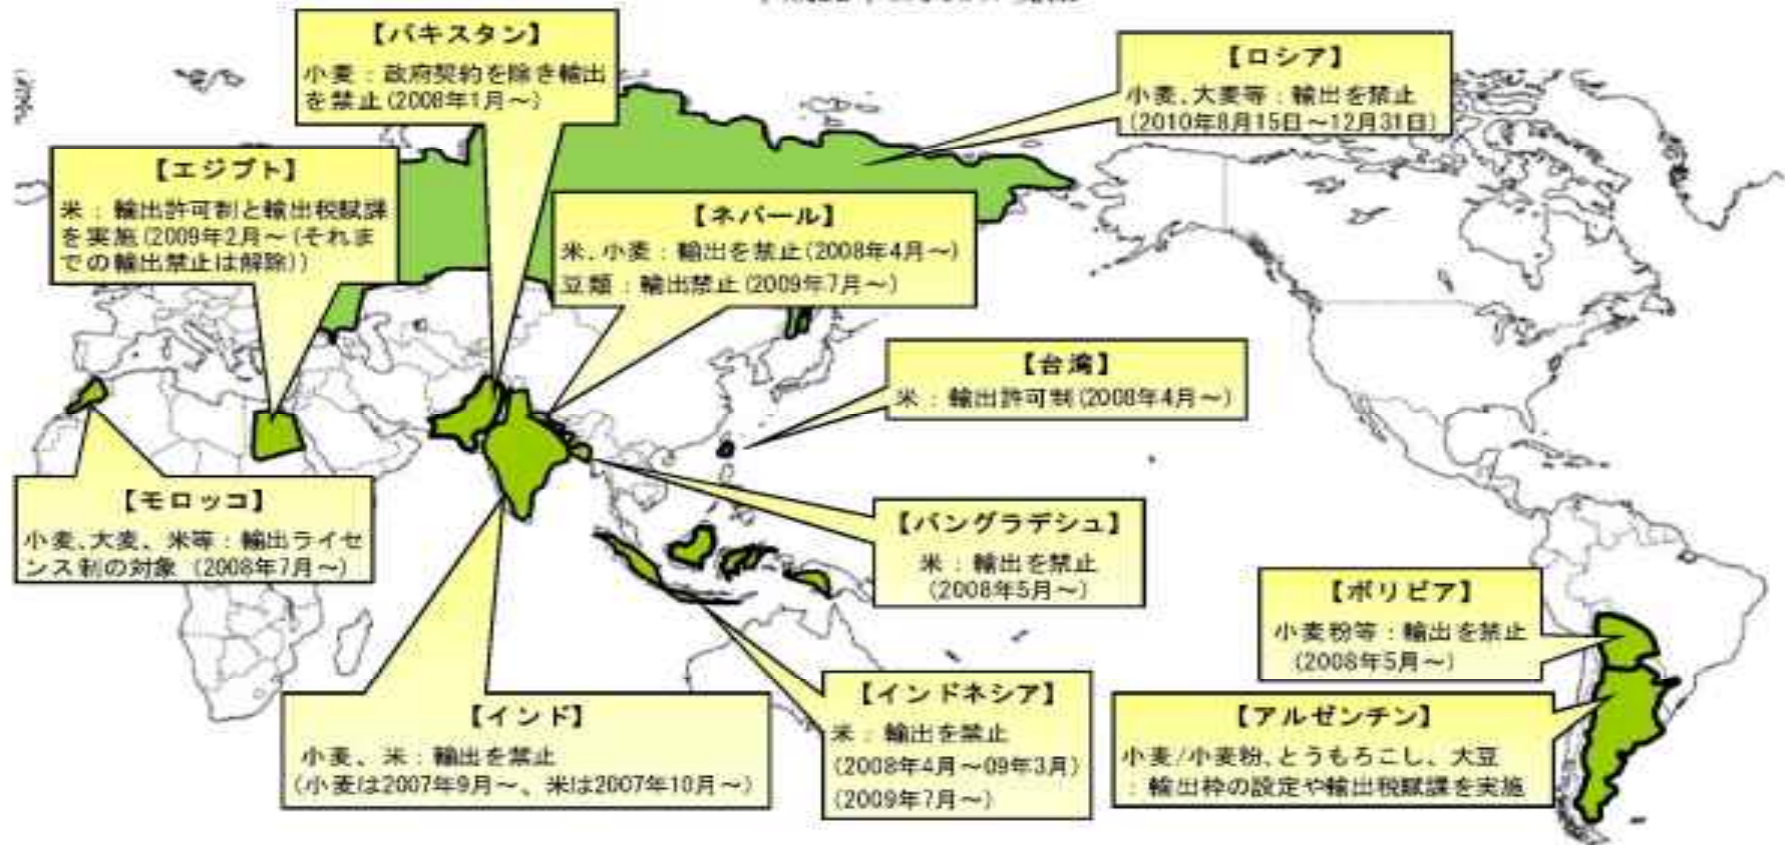 【パキスタン】
小麦：政府契約を除き輸出
を禁止(2008年1月～)
【ロシア】
小麦、大麦等：輸出を禁止
(2010年8月15日～12月31日)
【エジプト】
米：輸出許可制と輸出税賦課
を実施(2009年2月～(それま
での輸出禁止は解除))
【ネパール】
米、小麦：輸出を禁止(2008年4月～)
豆類：輸出禁止(2009年7月～)
【台湾】
米：輸出許可制(2008年4月～)
【モロッコ】
小麦、大麦、米等：輸出ライセ
ンス制の対象 (2008年7月～)
【バングラデシュ】
米：輸出を禁止
(2008年5月～)
【ボリビア】
小麦粉等：輸出を禁止
(2008年5月～)
【インド】
小麦、米：輸出を禁止
(小麦は2007年9月～、米は2007年10月～)
【インドネシア】
米：輸出を禁止
(2008年4月～09年3月)
(2009年7月～)
【アルゼンチン】
小麦/小麦粉、とうもろこし、大豆
：輸出枠の設定や輸出税賦課を実施